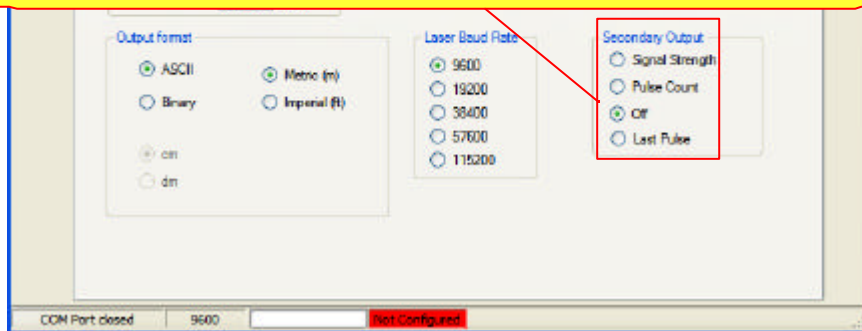 Output format
ASCII
Metric (m)
Binary
Imperial (ft)
cm
dm
Laser Baud Rate
9600
19200
38400
57600
115200
Secondary Output
Signal Strength
Pulse Count
Off
Last Pulse
COM Port closed
9600
Not Configured